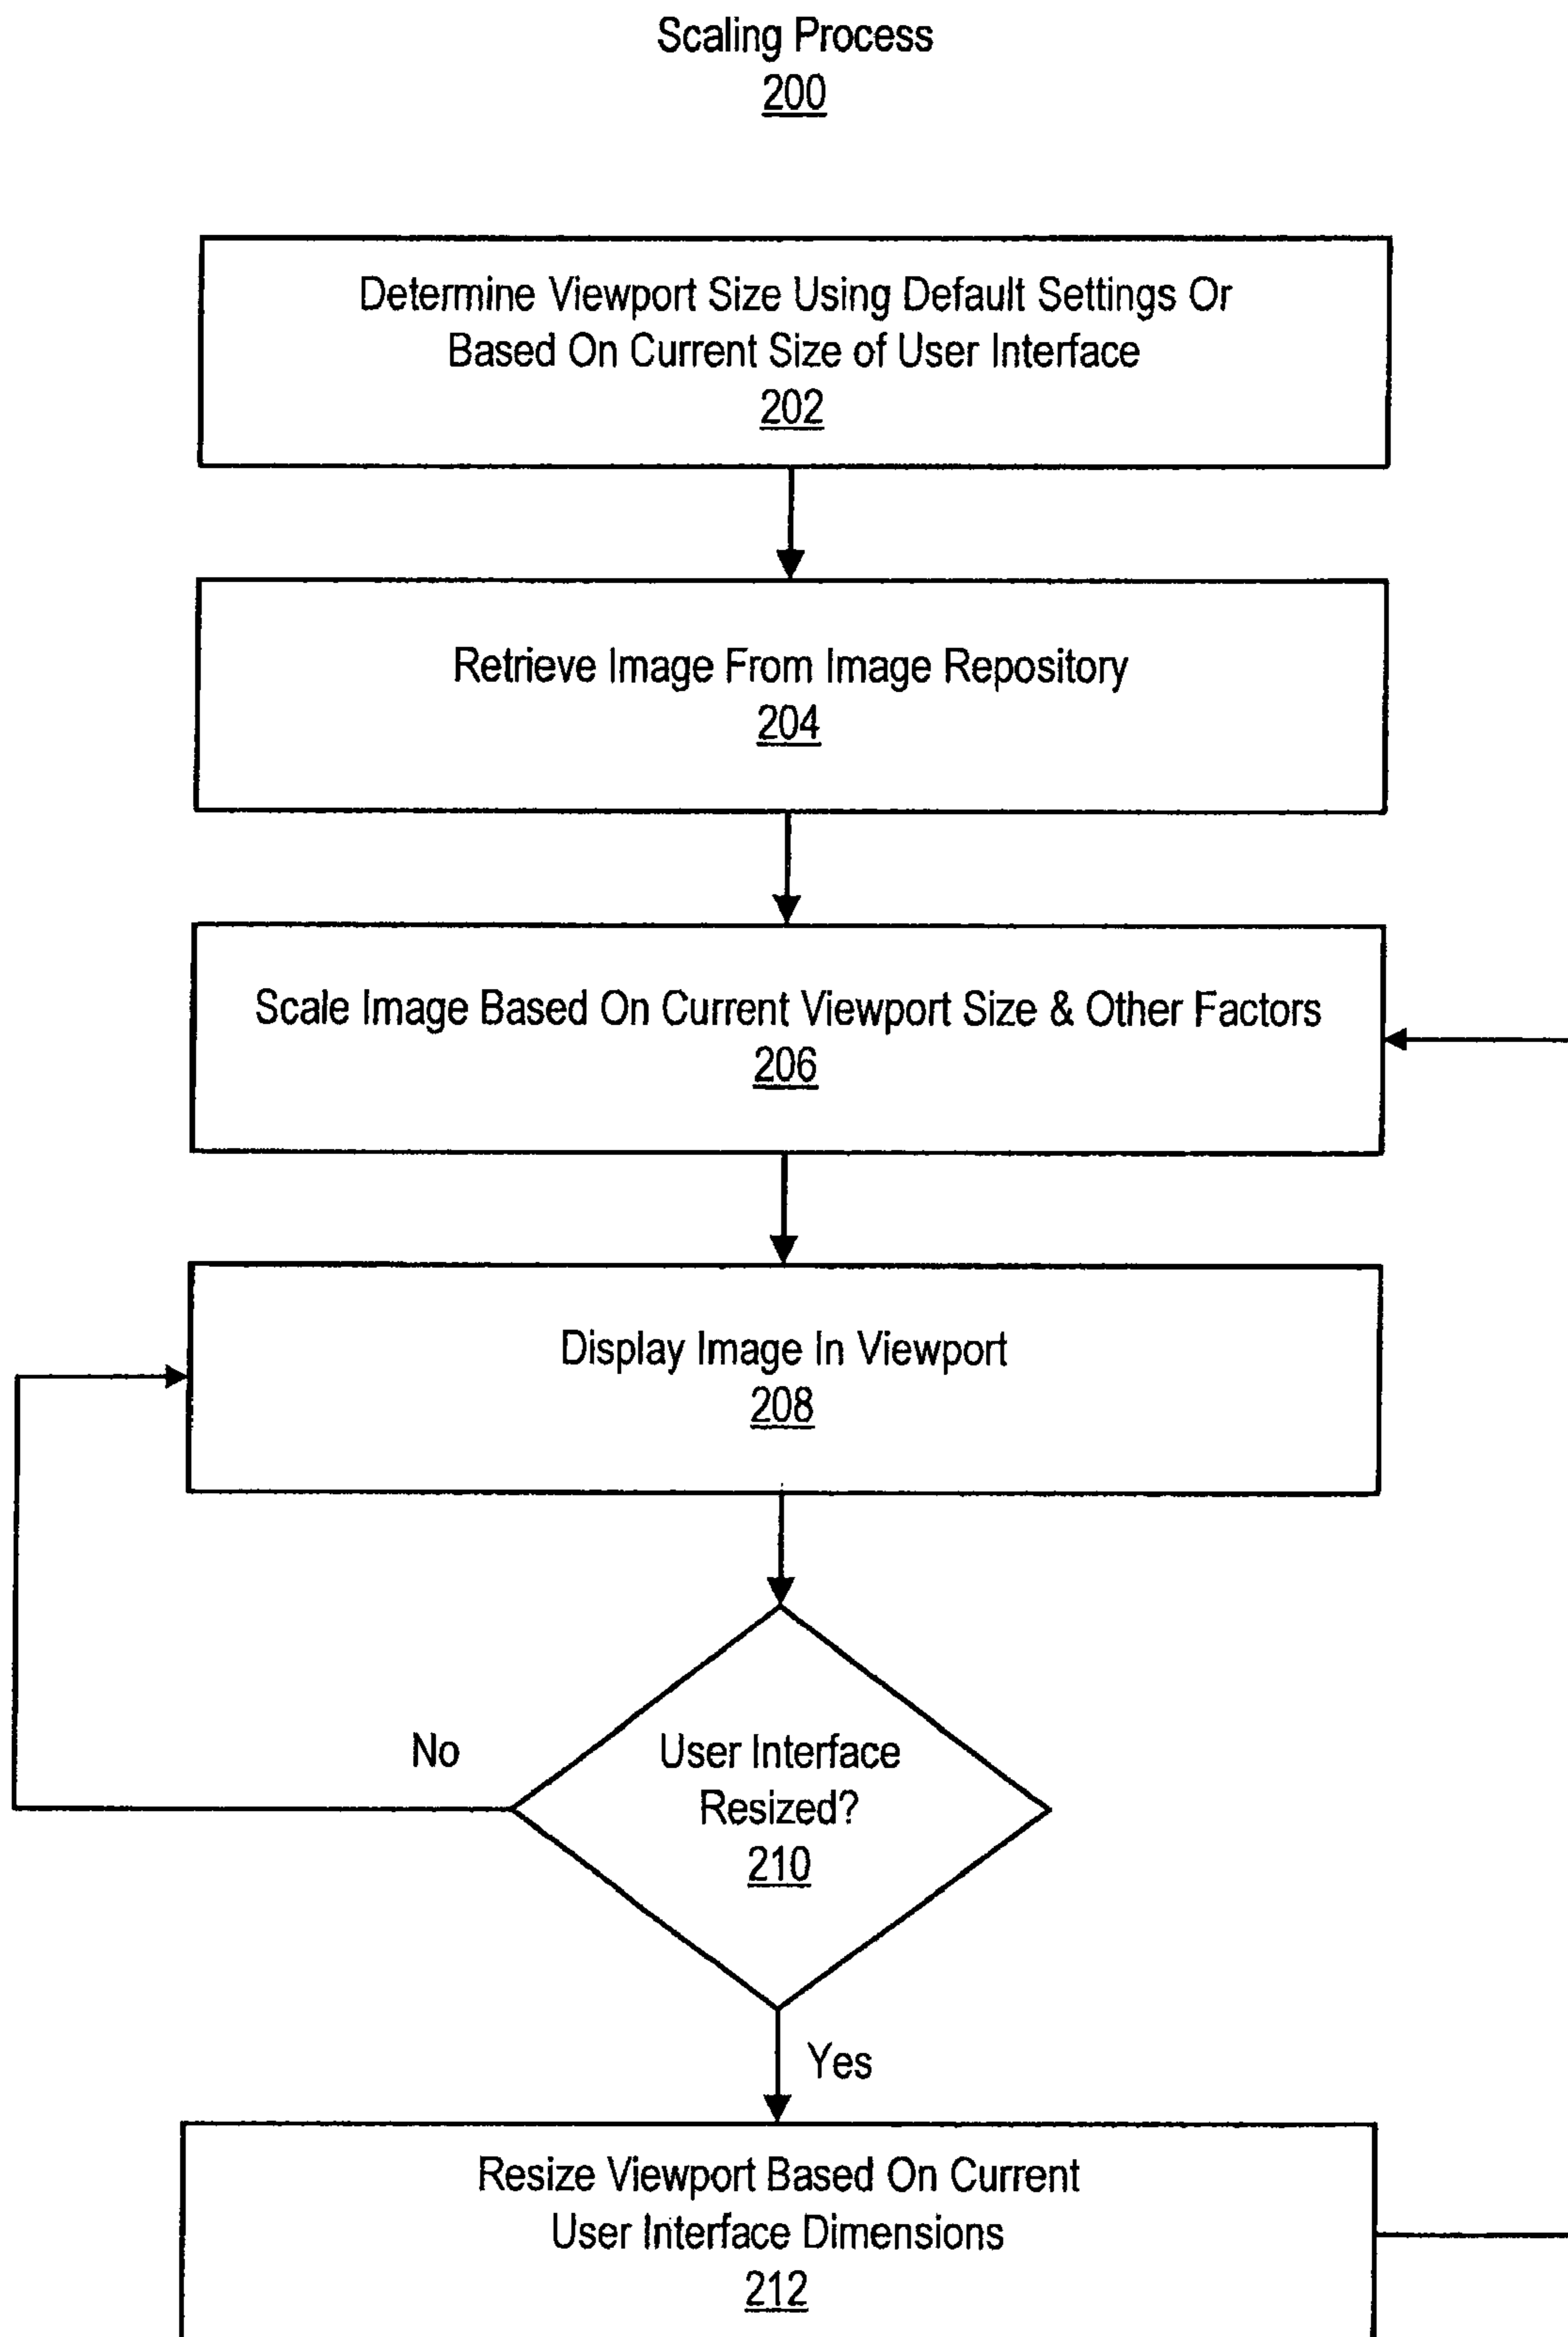 Scaling Process
200
Determine Viewport Size Using Default Settings Or
Based On Current Size of User Interface
202
Retrieve Image From Image Repository
204
Scale Image Based On Current Viewport Size & Other Factors
206
Display Image In Viewport
208
No
User Interface
Resized?
210
Yes
Resize Viewport Based On Current
User Interface Dimensions
212